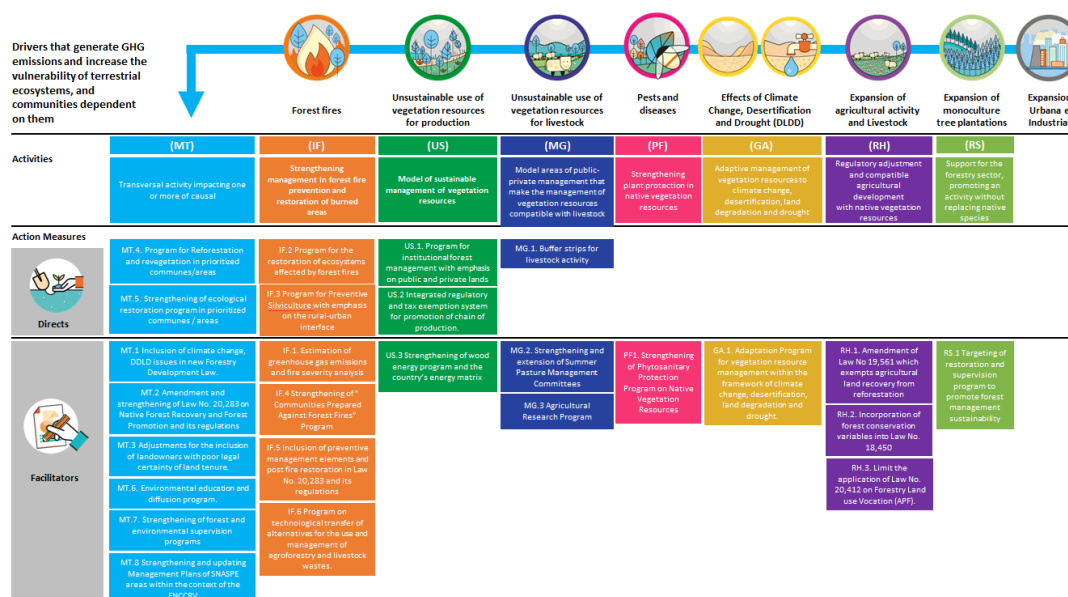 Drivers that generate GHG
emissions and increase the
vulnerability of terrestrial
ecosystems, and
communities dependent
on them
Forest fires
Unsustainable use of
vegetation resources
for production
Unsustainable use of
vegetation resources
for livestock
Pests and
diseases
Effects of Climate
Change, Desertification
and Drought (DLDD)
Expansion of
agricultural activity
and Livestock
Expansion of
monoculture
tree plantations
Expansion
Urbana e
Industrial
Activities
(MT)
Transversal activity impacting one
or more of causal
(IF)
Strengthening
management in forest fire
prevention and
restoration of burned
areas
(US)
Model of sustainable
management of vegetation
resources
(MG)
Model areas of public-
private management that
make the management of
vegetation resources
compatible with livestock
(PF)
Strengthening
plant protection in
native vegetation
resources
(GA)
Adaptive management of
vegetation resources to
climate change,
desertification, land
degradation and drought
(RH)
Regulatory adjustment
and compatible
agricultural
development
with native vegetation
resources
(RS)
Support for the
forestry sector,
promoting an
activity without
replacing native
species
Action Measures
Directs
MT.4. Program for Reforestation
and revegetation in prioritized
communes/areas
MT.5. Strengthening of ecological
restoration program in prioritized
communes / areas
IF.2 Program for the
restoration of ecosystems
affected by forest fires
IF.3 Program for Preventive
Silviculture with emphasis
on the rural-urban
interface
US.1. Program for
institutional forest
management with emphasis
on public and private lands
US.2 Integrated regulatory
and tax exemption system
for promotion of chain of
production.
MG.1. Buffer strips for
livestock activity
Facilitators
MT.1 Inclusion of climate change,
DDLD issues in new Forestry
Development Law.
MT.2 Amendment and
strengthening of Law No. 20,283 on
Native Forest Recovery and Forest
Promotion and its regulations
MT.3 Adjustments for the inclusion
of landowners with poor legal
certainty of land tenure.
MT.6. Environmental education and
diffusion program.
MT.7. Strengthening of forest and
environmental supervision
programs
MT.8 Strengthening and updating
Management Plans of SNASPE
areas within the context of the
ENCCRV
IF.1. Estimation of
greenhouse gas emissions
and fire severity analysis
IF.4 Strengthening of "
Communities Prepared
Against Forest Fires"
Program
IF.5 Inclusion of preventive
management elements and
post fire restoration in Law
No. 20,283 and its
regulations
IF.6 Program on
technological transfer of
alternatives for the use and
management of
agroforestry and livestock
wastes.
US.3 Strengthening of wood
energy program and the
country's energy matrix
MG.2. Strengthening and
extension of Summer
Pasture Management
Committees
MG.3 Agricultural
Research Program
PF1. Strengthening
of Phytosanitary
Protection
Program on Native
Vegetation
Resources
GA.1. Adaptation Program
for vegetation resource
management within the
framework of climate
change, desertification,
land degradation and
drought.
RH.1. Amendment of
Law No 19,561 which
exempts agricultural
land recovery from
reforestation
RH.2. Incorporation of
forest conservation
variables into Law No.
18,450
RH.3. Limit the
application of Law No.
20,412 on Forestry Land
use Vocation (APF).
RS.1 Targeting of
restoration and
supervision
program to
promote forest
management
sustainability